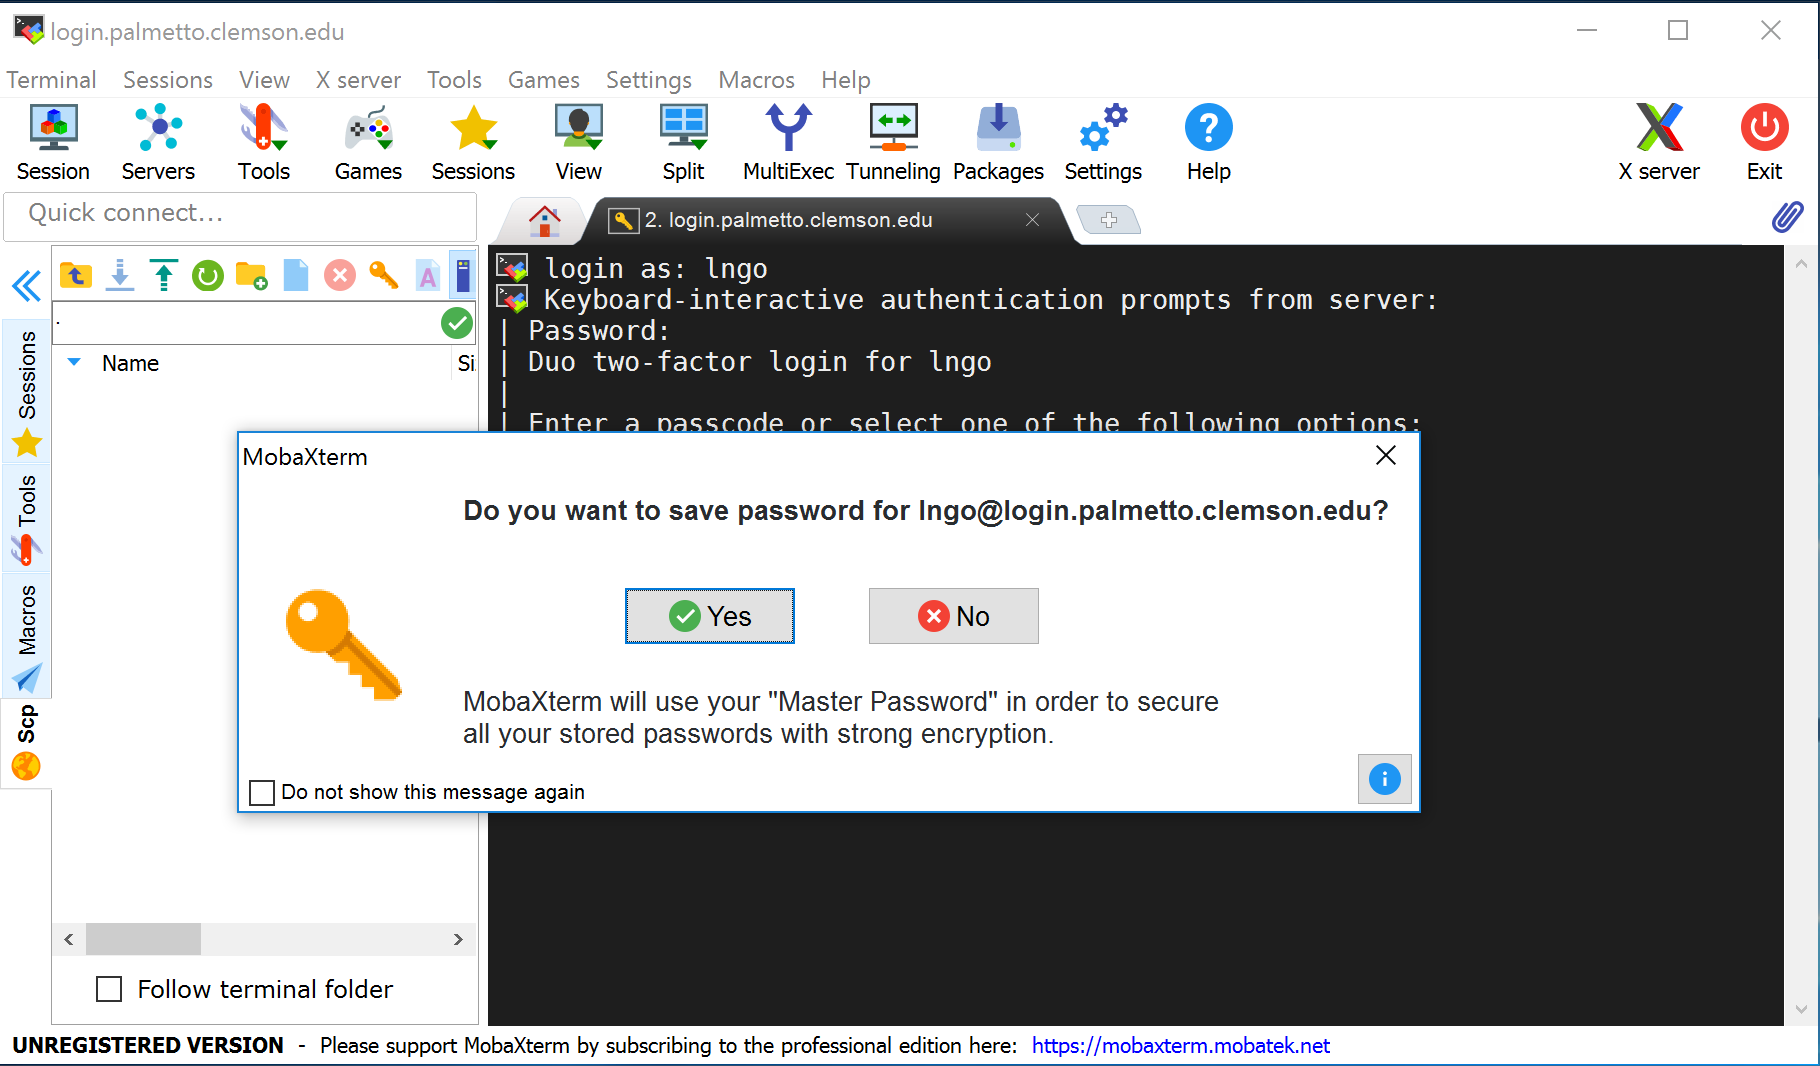 login.palmetto.clemson.edu
Terminal Sessions View X server Tools Games Settings Macros Help
Session Servers Tools Games Sessions View Split MultiExec Tunneling Packages Settings Help X server Exit
Quick connect...
2. login.palmetto.clemson.edu
login as: lngo
Keyboard-interactive authentication prompts from server:
| Password:
| Duo two-factor login for lngo
|
| Enter a passcode or select one of the following options:
.
Name Si
Sessions
Tools
Macros
Scp
MobaXterm
Do you want to save password for lngo@login.palmetto.clemson.edu?
Yes No
MobaXterm will use your "Master Password" in order to secure
all your stored passwords with strong encryption.
Do not show this message again
Follow terminal folder
UNREGISTERED VERSION - Please support MobaXterm by subscribing to the professional edition here: https://mobaxterm.mobatek.net